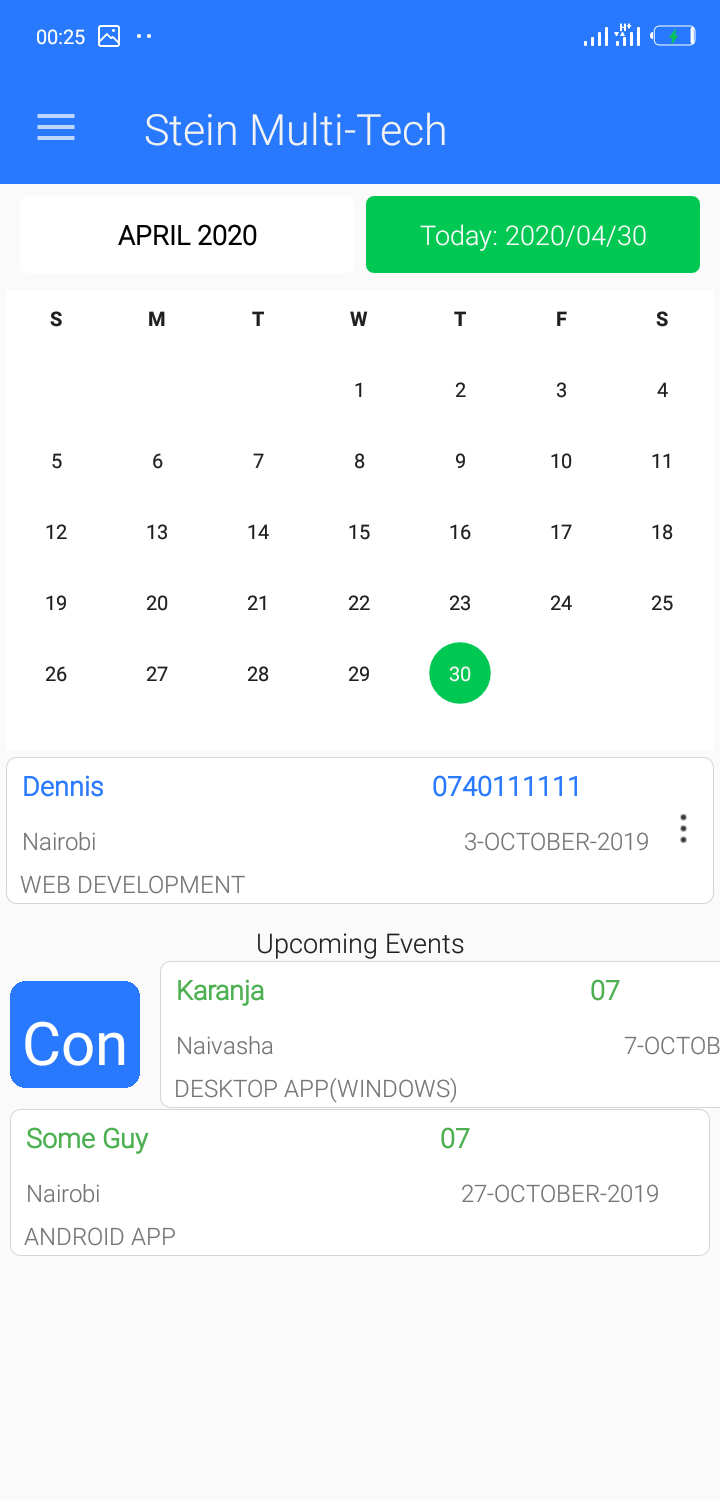 00:25
Stein Multi-Tech
APRIL 2020 Today: 2020/04/30
S M T W T F S
1 2 3 4
5 6 7 8 9 10 11
12 13 14 15 16 17 18
19 20 21 22 23 24 25
26 27 28 29 30
Dennis 0740111111
Nairobi 3-OCTOBER-2019
WEB DEVELOPMENT
Upcoming Events
Con
Karanja 07
Naivasha 7-OCTOB
DESKTOP APP(WINDOWS)
Some Guy 07
Nairobi 27-OCTOBER-2019
ANDROID APP